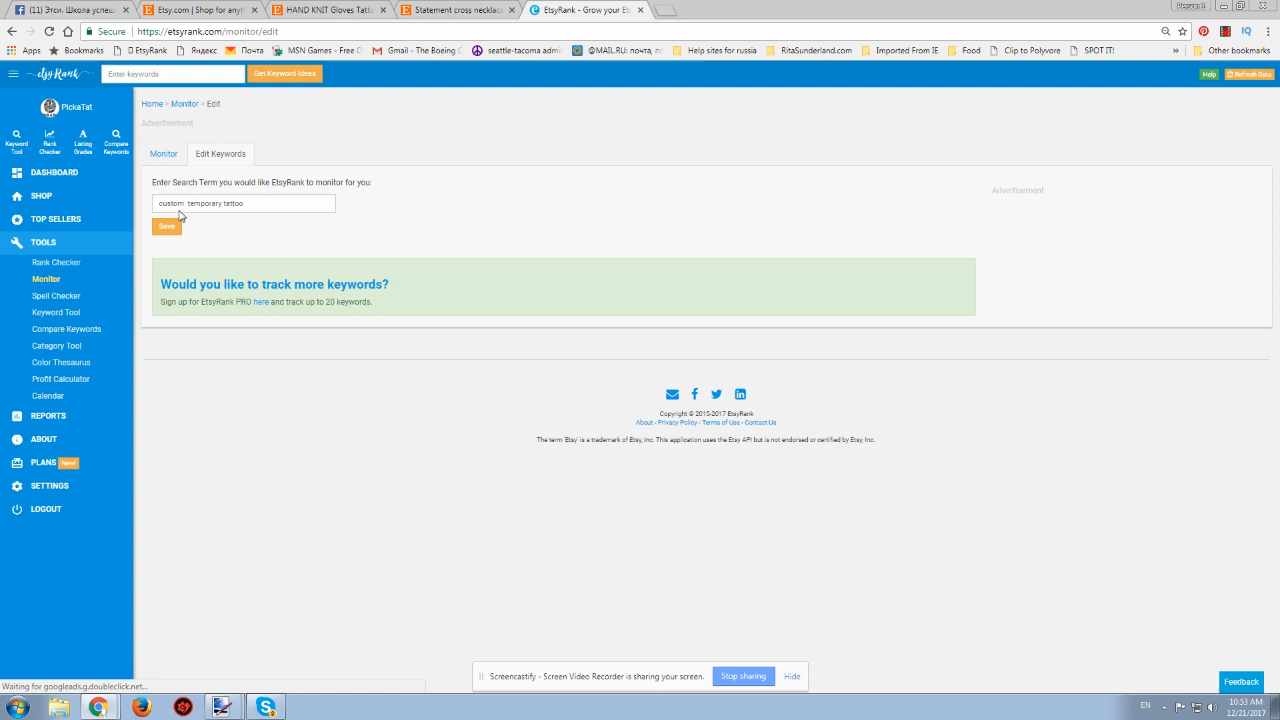 (11) Этси. Школа успеш
Etsy.com | Shop for anyth
HAND KNIT Gloves Tatto
Statement cross necklac
EtsyRank - Grow your Es
Secure
https://etsyrank.com/monitor/edit
Apps
Bookmarks
EtsyRank
Яндекс
Почта
MSN Games - Free O
Gmail - The Boeing C
seattle-tacoma admin
@MAIL.RU: почта, по
Help sites for russia
RitaSunderland.com
Imported From IE
Food
Clip to Polyvore
SPOT IT!
»
Other bookmarks
etsyRank
Enter keywords
Get Keyword Ideas
Help
Refresh Data
PickaTat
Keyword Tool
Rank Checker
Listing Grades
Compare Keywords
DASHBOARD
SHOP
TOP SELLERS
TOOLS
Rank Checker
Monitor
Spell Checker
Keyword Tool
Compare Keywords
Category Tool
Color Thesaurus
Profit Calculator
Calendar
REPORTS
ABOUT
PLANS New!
SETTINGS
LOGOUT
Home > Monitor > Edit
Advertisement
Monitor
Edit Keywords
Enter Search Term you would like EtsyRank to monitor for you:
custom  temporary tattoo
Save
Advertisement
Would you like to track more keywords?
Sign up for EtsyRank PRO here and track up to 20 keywords.
Copyright © 2015-2017 EtsyRank
About - Privacy Policy - Terms of Use - Contact Us
The term 'Etsy' is a trademark of Etsy, Inc. This application uses the Etsy API but is not endorsed or certified by Etsy, Inc.
Screencastify - Screen Video Recorder is sharing your screen.
Stop sharing
Hide
Feedback
Waiting for googleads.g.doubleclick.net...
EN
10:53 AM
12/21/2017